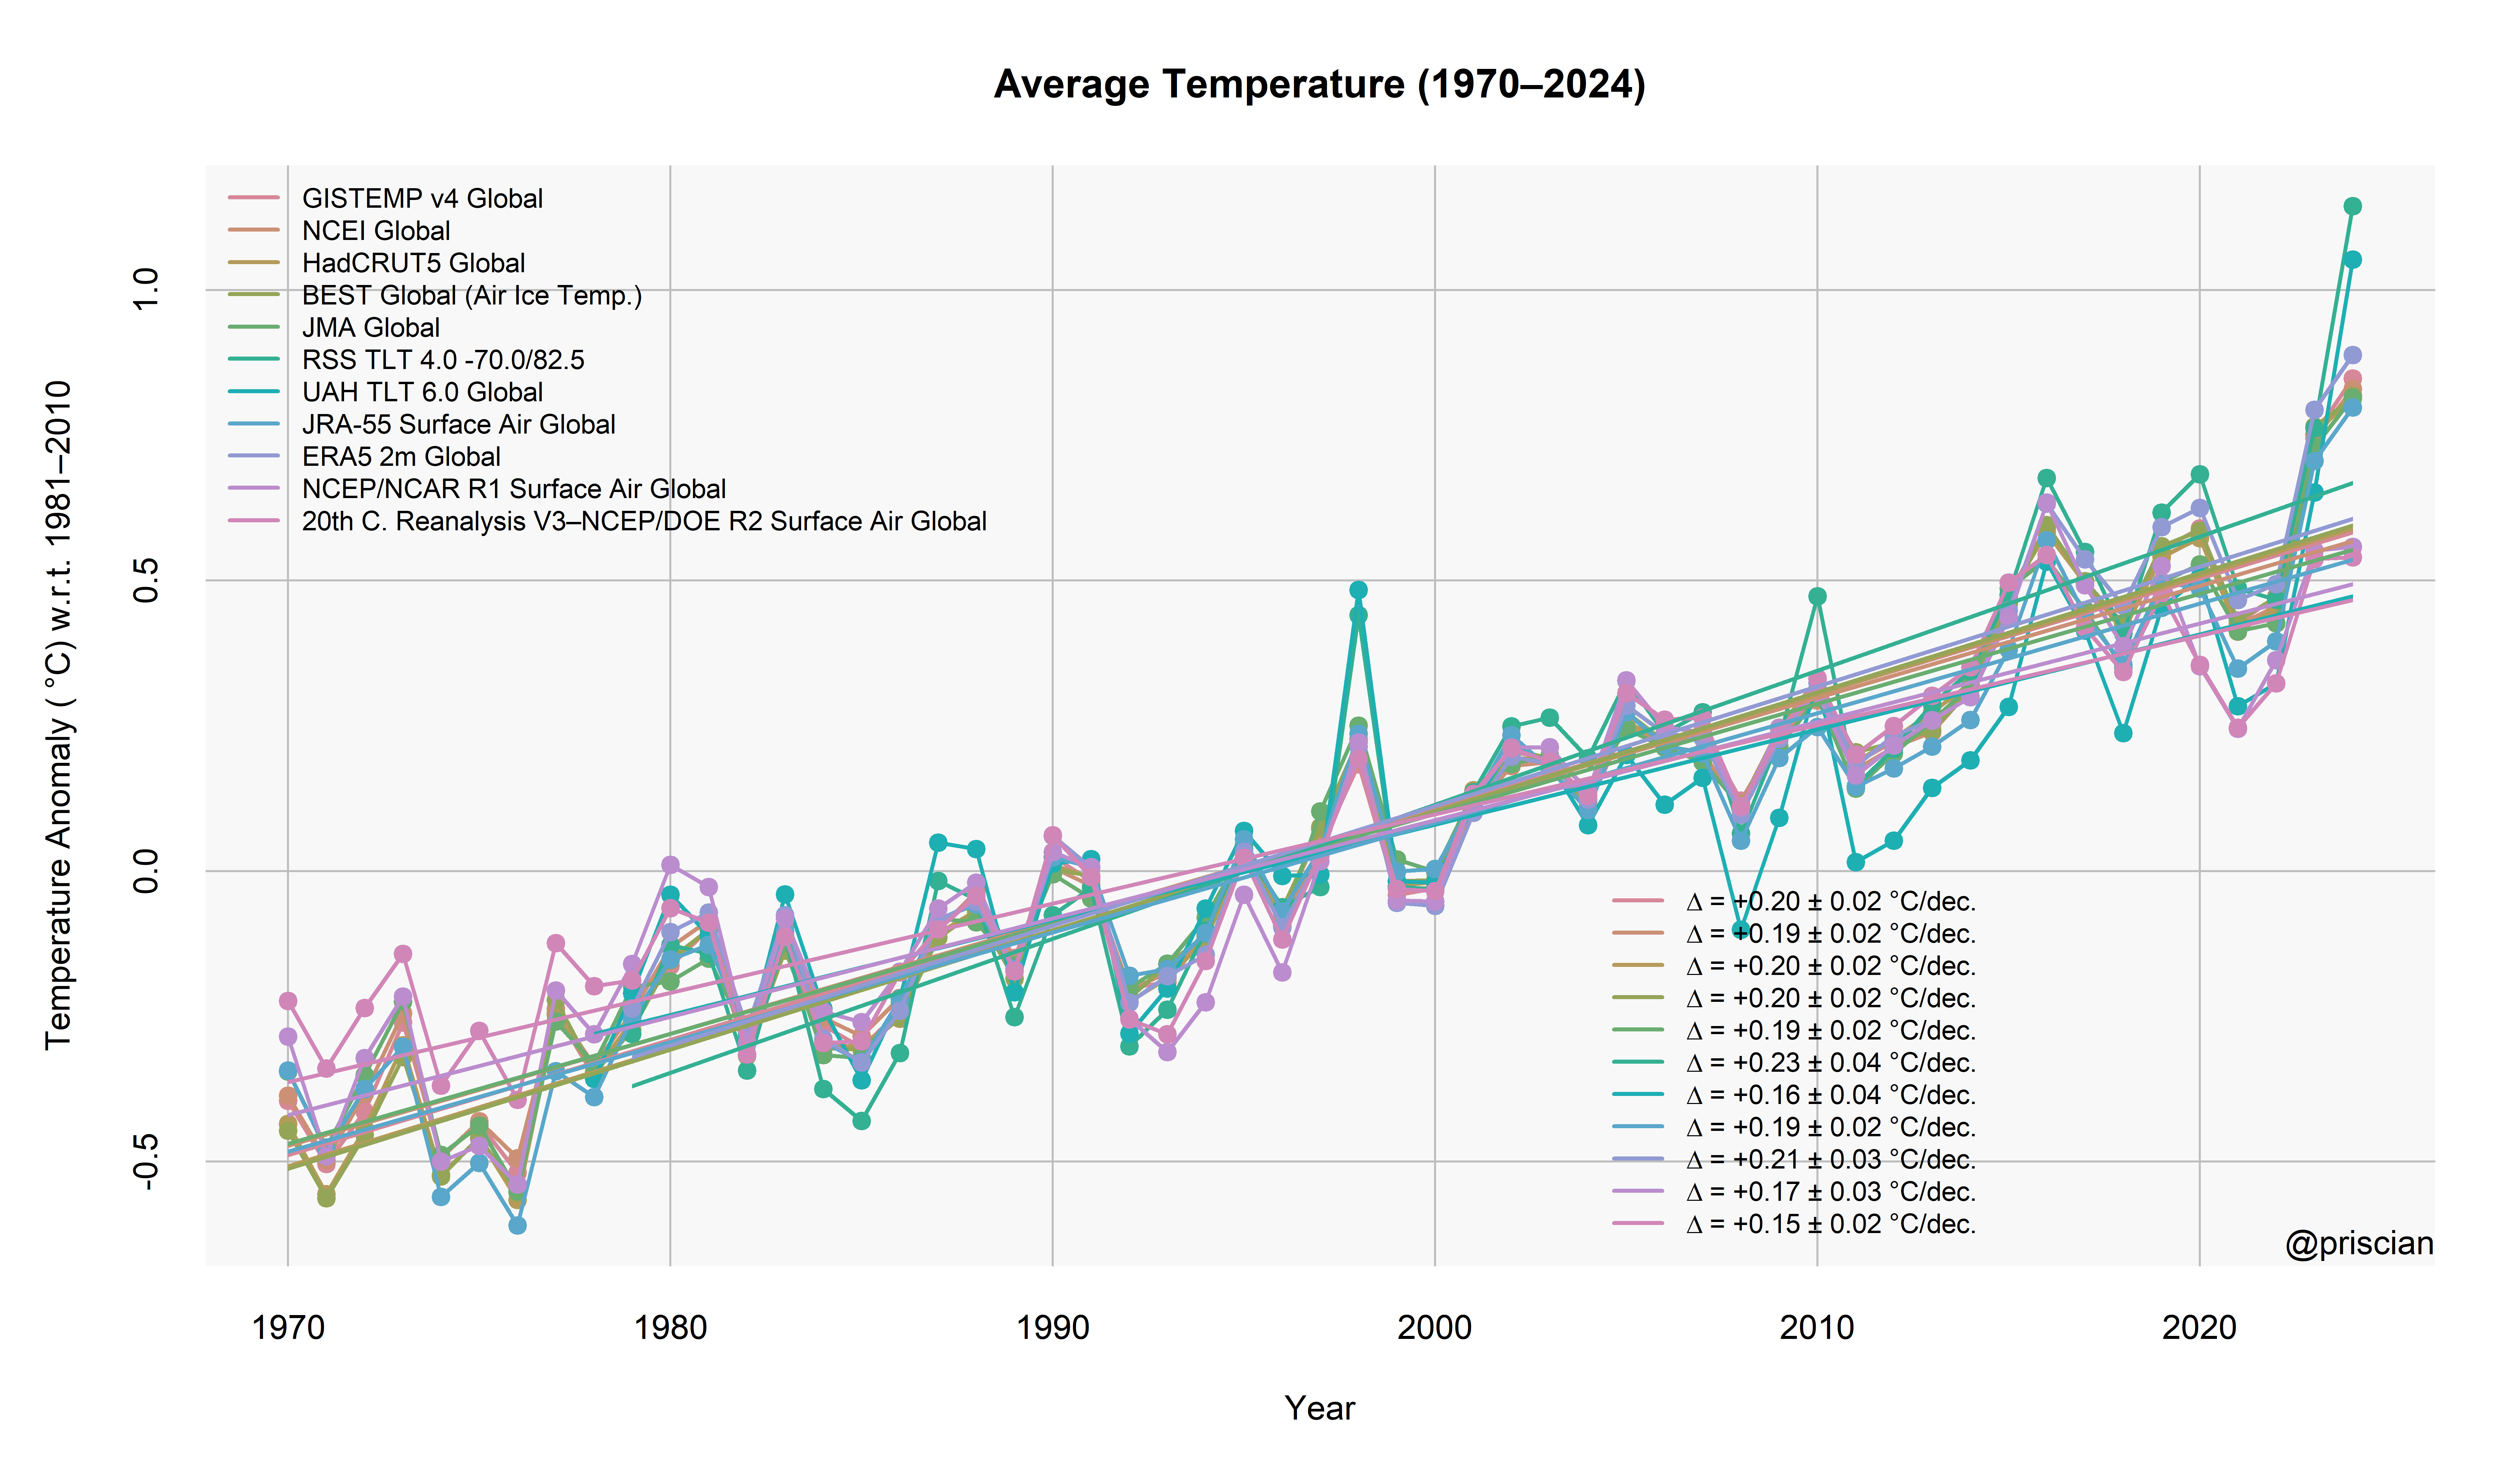 Average Temperature (1970–2024)
GISTEMP v4 Global
NCEI Global
HadCRUT5 Global
BEST Global (Air Ice Temp.)
JMA Global
RSS TLT 4.0 -70.0/82.5
UAH TLT 6.0 Global
JRA-55 Surface Air Global
ERA5 2m Global
NCEP/NCAR R1 Surface Air Global
20th C. Reanalysis V3–NCEP/DOE R2 Surface Air Global
Temperature Anomaly ( °C) w.r.t. 1981–2010
1.0
0.5
0.0
-0.5
Δ = +0.20 ± 0.02 °C/dec.
Δ = +0.19 ± 0.02 °C/dec.
Δ = +0.20 ± 0.02 °C/dec.
Δ = +0.20 ± 0.02 °C/dec.
Δ = +0.19 ± 0.02 °C/dec.
Δ = +0.23 ± 0.04 °C/dec.
Δ = +0.16 ± 0.04 °C/dec.
Δ = +0.19 ± 0.02 °C/dec.
Δ = +0.21 ± 0.03 °C/dec.
Δ = +0.17 ± 0.03 °C/dec.
Δ = +0.15 ± 0.02 °C/dec.
@priscian
1970 1980 1990 2000 2010 2020
Year